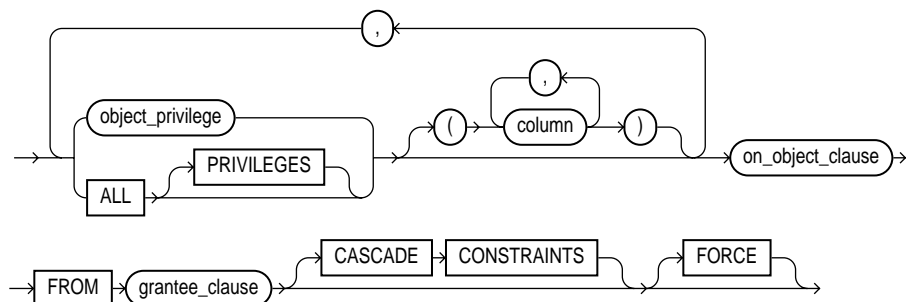 ,
,
object_privilege
( column )
PRIVILEGES
ALL
on_object_clause
CASCADE CONSTRAINTS FORCE
FROM grantee_clause